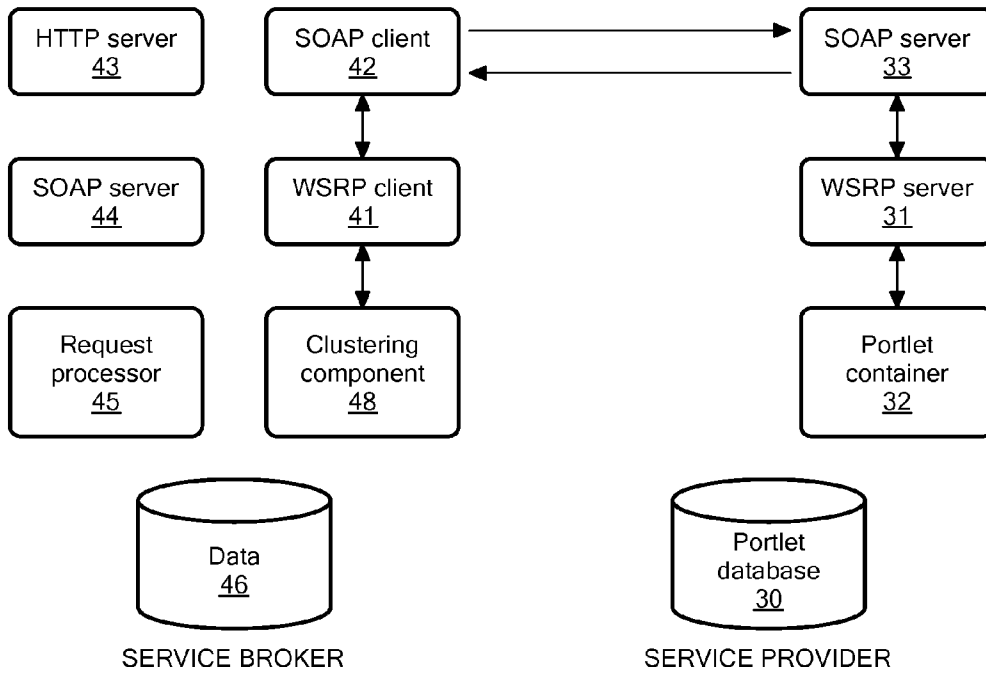 HTTP server
43
SOAP client
42
SOAP server
33
SOAP server
44
WSRP client
41
WSRP server
31
Request
processor
45
Clustering
component
48
Portlet
container
32
Data
46
Portlet
database
30
SERVICE BROKER
SERVICE PROVIDER